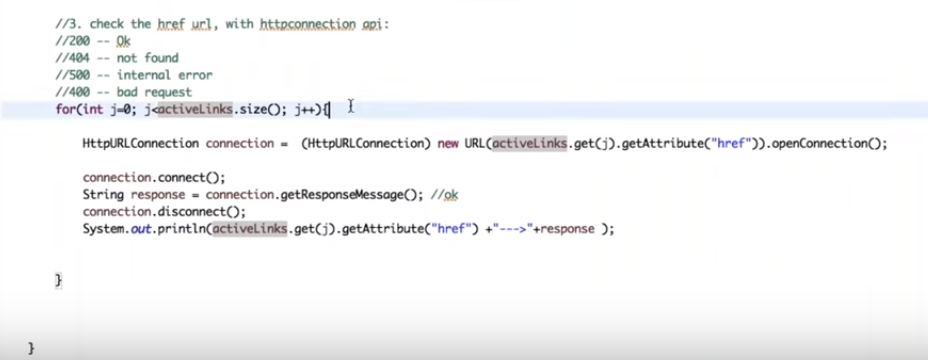 //3. check the href url, with httpconnection api:
//200 -- Ok
//404 -- not found
//500 -- internal error
//400 -- bad request
for(int j=0; j<activeLinks.size(); j++){
HttpURLConnection connection = (HttpURLConnection) new URL(activeLinks.get(j).getAttribute("href")).openConnection();
connection.connect();
String response = connection.getResponseMessage(); //ok
connection.disconnect();
System.out.println(activeLinks.get(j).getAttribute("href") +"--->"+response );
}
}